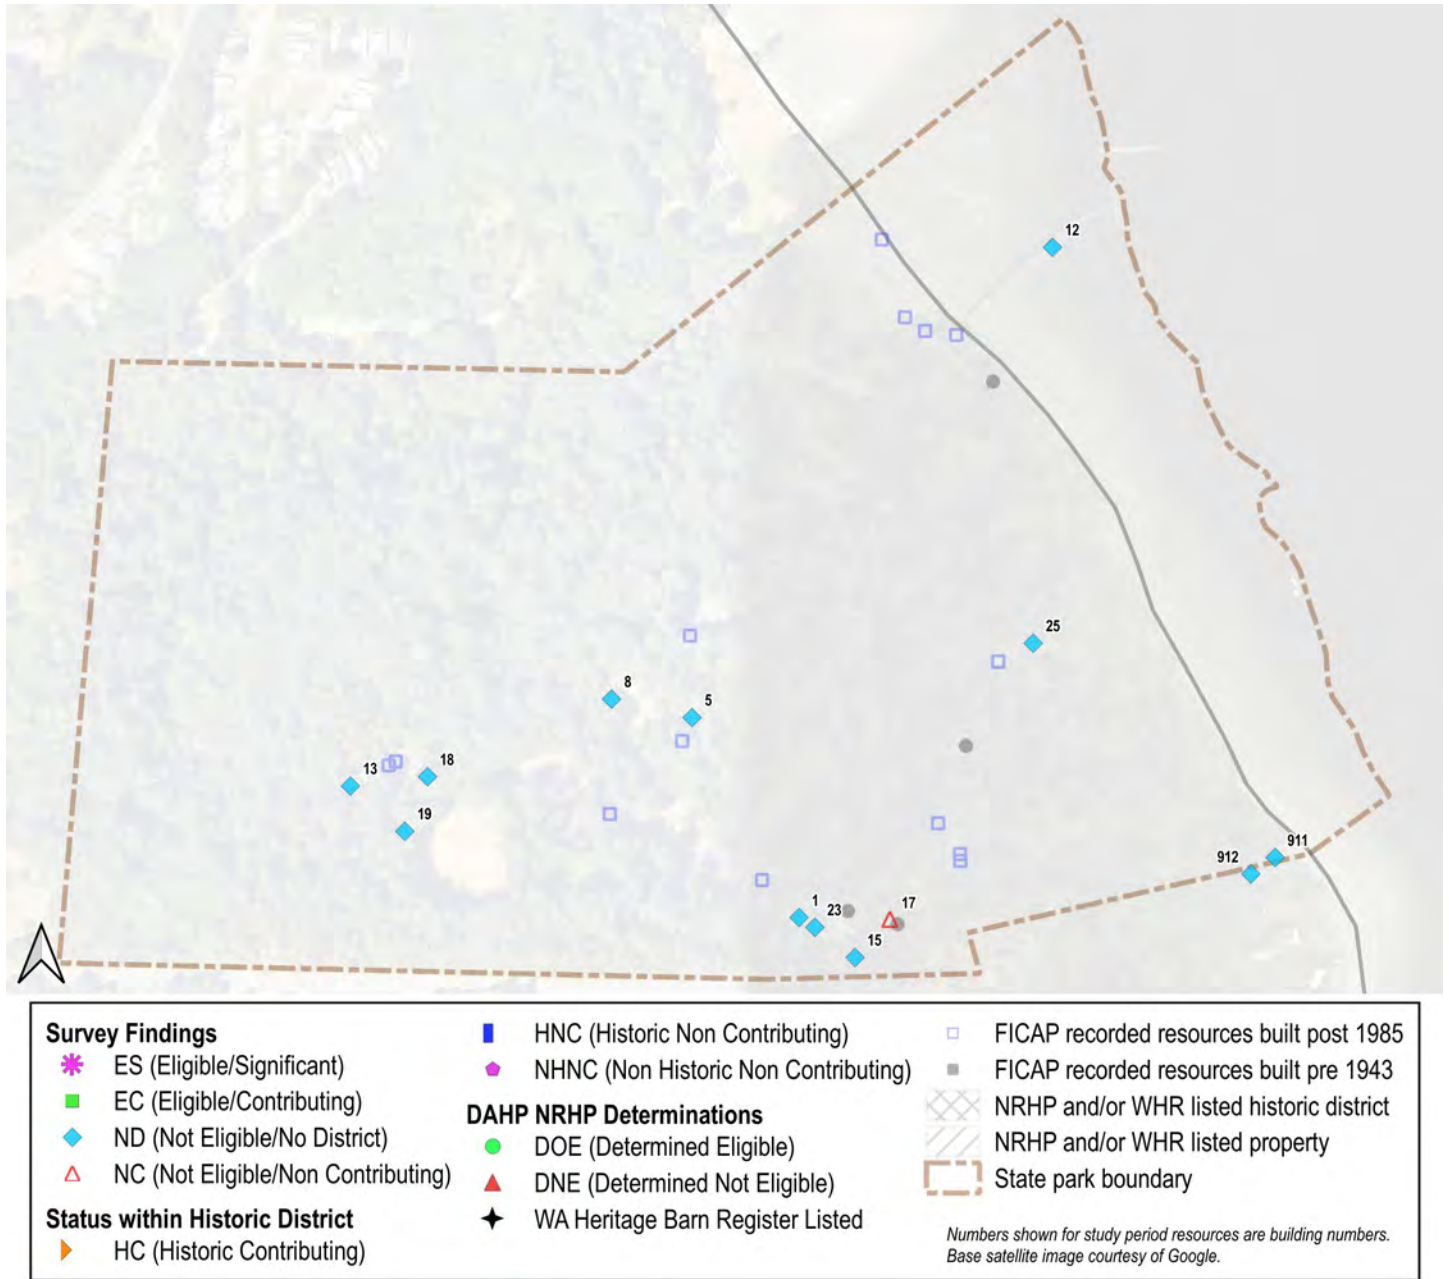 12
25
8
5
13
18
19
911
912
1
23
17
15
Survey Findings
ES (Eligible/Significant)
EC (Eligible/Contributing)
ND (Not Eligible/No District)
NC (Not Eligible/Non Contributing)
Status within Historic District
HC (Historic Contributing)
HNC (Historic Non Contributing)
NHNC (Non Historic Non Contributing)
DAHP NRHP Determinations
DOE (Determined Eligible)
DNE (Determined Not Eligible)
WA Heritage Barn Register Listed
FICAP recorded resources built post 1985
FICAP recorded resources built pre 1943
NRHP and/or WHR listed historic district
NRHP and/or WHR listed property
State park boundary
Numbers shown for study period resources are building numbers.
Base satellite image courtesy of Google.